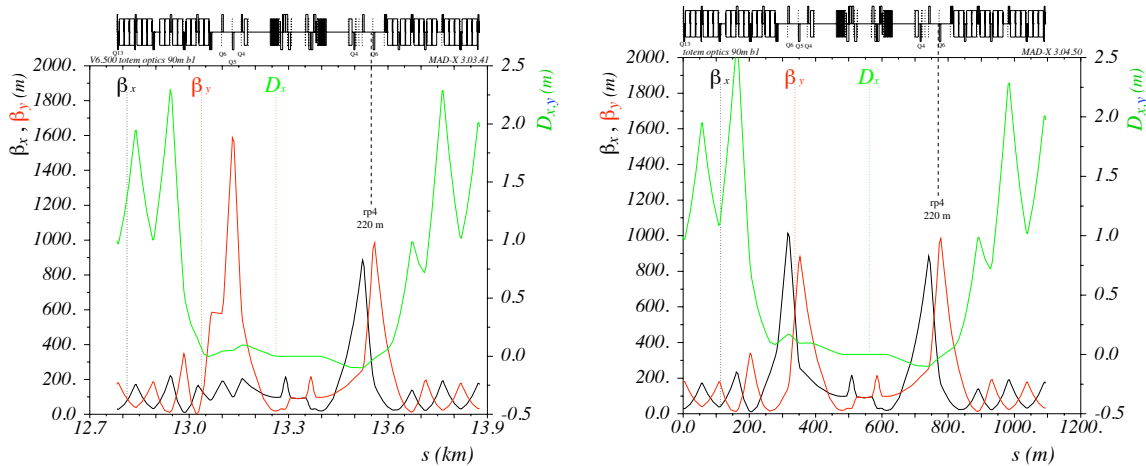 Q13
Q6
Q5
Q4
Q4
Q6
V6.500 totem optics 90m b1
MAD-X 3.03.41
βx
βy
Dx
rp4
220 m
2000.
1800.
1600.
1400.
1200.
1000.
800.
600.
400.
200.
0.0
βx , βy (m)
2.5
2.0
1.5
1.0
0.5
0.0
-0.5
Dx,y (m)
12.7
13.0
13.3
13.6
13.9
s (km)
Q13
Q6
Q5
Q4
Q4
Q6
totem optics 90m b1
MAD-X 3.04.50
βx
βy
Dx
rp4
220 m
2000.
1800.
1600.
1400.
1200.
1000.
800.
600.
400.
200.
0.0
βx , βy (m)
2.5
2.0
1.5
1.0
0.5
0.0
-0.5
Dx,y (m)
0.0
200.
400.
600.
800.
1000.
1200.
s (m)